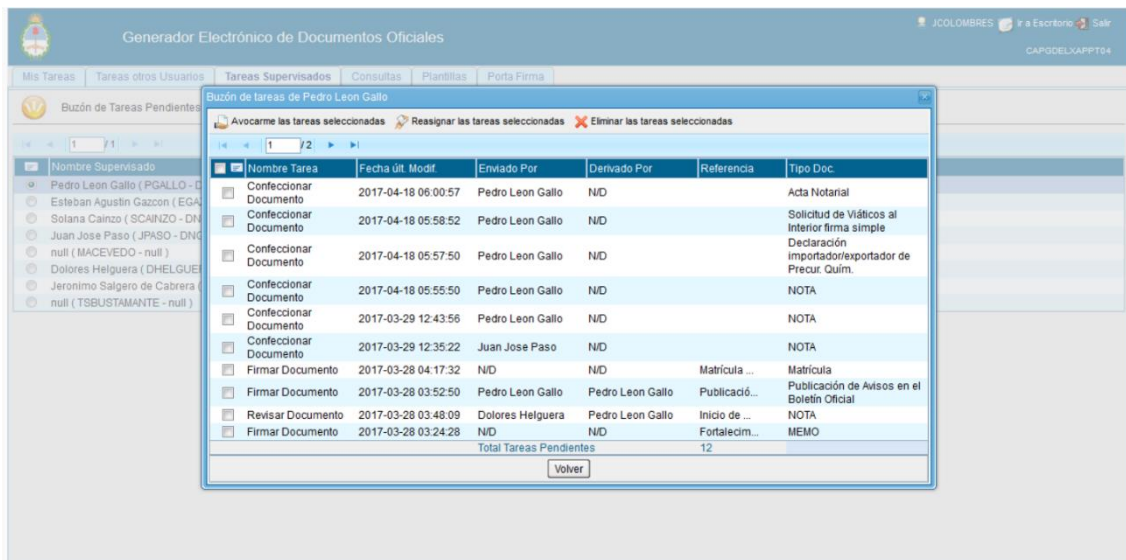 JCOLOMBRES Ir a Escritorio Salir
Generador Electrónico de Documentos Oficiales
CAPGDELXAPPT04
Mis Tareas Tareas otros Usuarios Tareas Supervisados Consultas Plantillas Porta Firma
Buzón de Tareas Pendientes
1 / 1
Nombre Supervisado
Pedro Leon Gallo ( PGALLO - D
Esteban Agustin Gazcon ( EGA
Solana Cainzo ( SCAINZO - DN
Juan Jose Paso ( JPASO - DNG
null ( MACEVEDO - null )
Dolores Helguera ( DHELGUE
Jeronimo Salgero de Cabrera (
null ( TSBUSTAMANTE - null )
Buzón de tareas de Pedro Leon Gallo
Avocarme las tareas seleccionadas Reasignar las tareas seleccionadas Eliminar las tareas seleccionadas
1 / 2
Nombre Tarea Fecha últ. Modif. Enviado Por Derivado Por Referencia Tipo Doc.
Confeccionar Documento 2017-04-18 06:00:57 Pedro Leon Gallo N/D Acta Notarial
Confeccionar Documento 2017-04-18 05:58:52 Pedro Leon Gallo N/D Solicitud de Viáticos al Interior firma simple
Confeccionar Documento 2017-04-18 05:57:50 Pedro Leon Gallo N/D Declaración importador/exportador de Precur. Quím.
Confeccionar Documento 2017-04-18 05:55:50 Pedro Leon Gallo N/D NOTA
Confeccionar Documento 2017-03-29 12:43:56 Pedro Leon Gallo N/D NOTA
Confeccionar Documento 2017-03-29 12:35:22 Juan Jose Paso N/D NOTA
Firmar Documento 2017-03-28 04:17:32 N/D N/D Matrícula ... Matrícula
Firmar Documento 2017-03-28 03:52:50 Pedro Leon Gallo Pedro Leon Gallo Publicació... Publicación de Avisos en el Boletín Oficial
Revisar Documento 2017-03-28 03:48:09 Dolores Helguera Pedro Leon Gallo Inicio de ... NOTA
Firmar Documento 2017-03-28 03:24:28 N/D N/D Fortalecim... MEMO
Total Tareas Pendientes 12
Volver